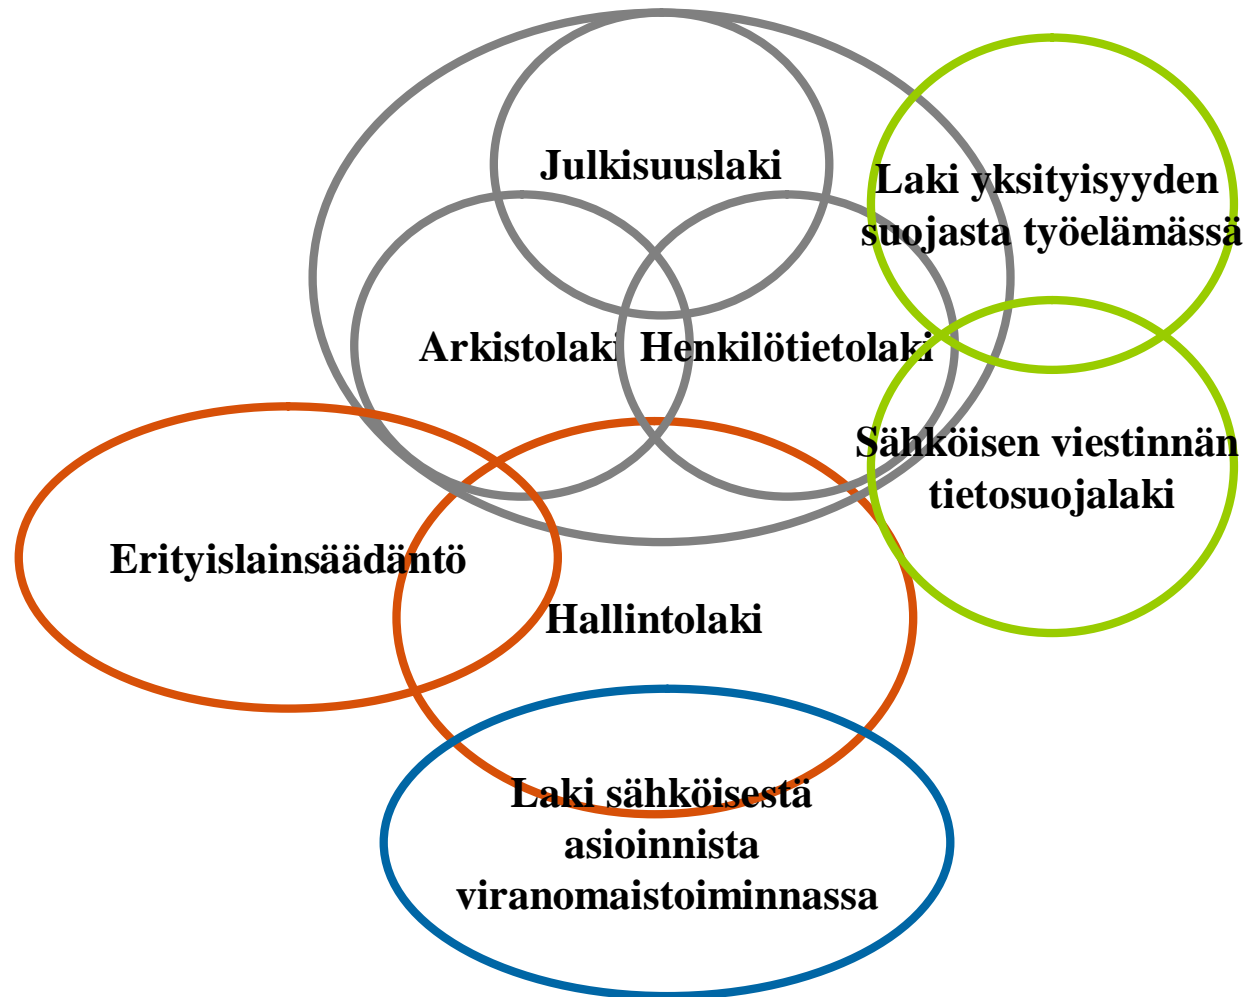 Julkisuuslaki
Laki yksityisyyden
suojasta työelämässä
Arkistolaki
Henkilötietolaki
Sähköisen viestinnän
tietosuojalaki
Erityislainsäädäntö
Hallintolaki
Laki sähköisestä
asioinnista
viranomaistoiminnassa